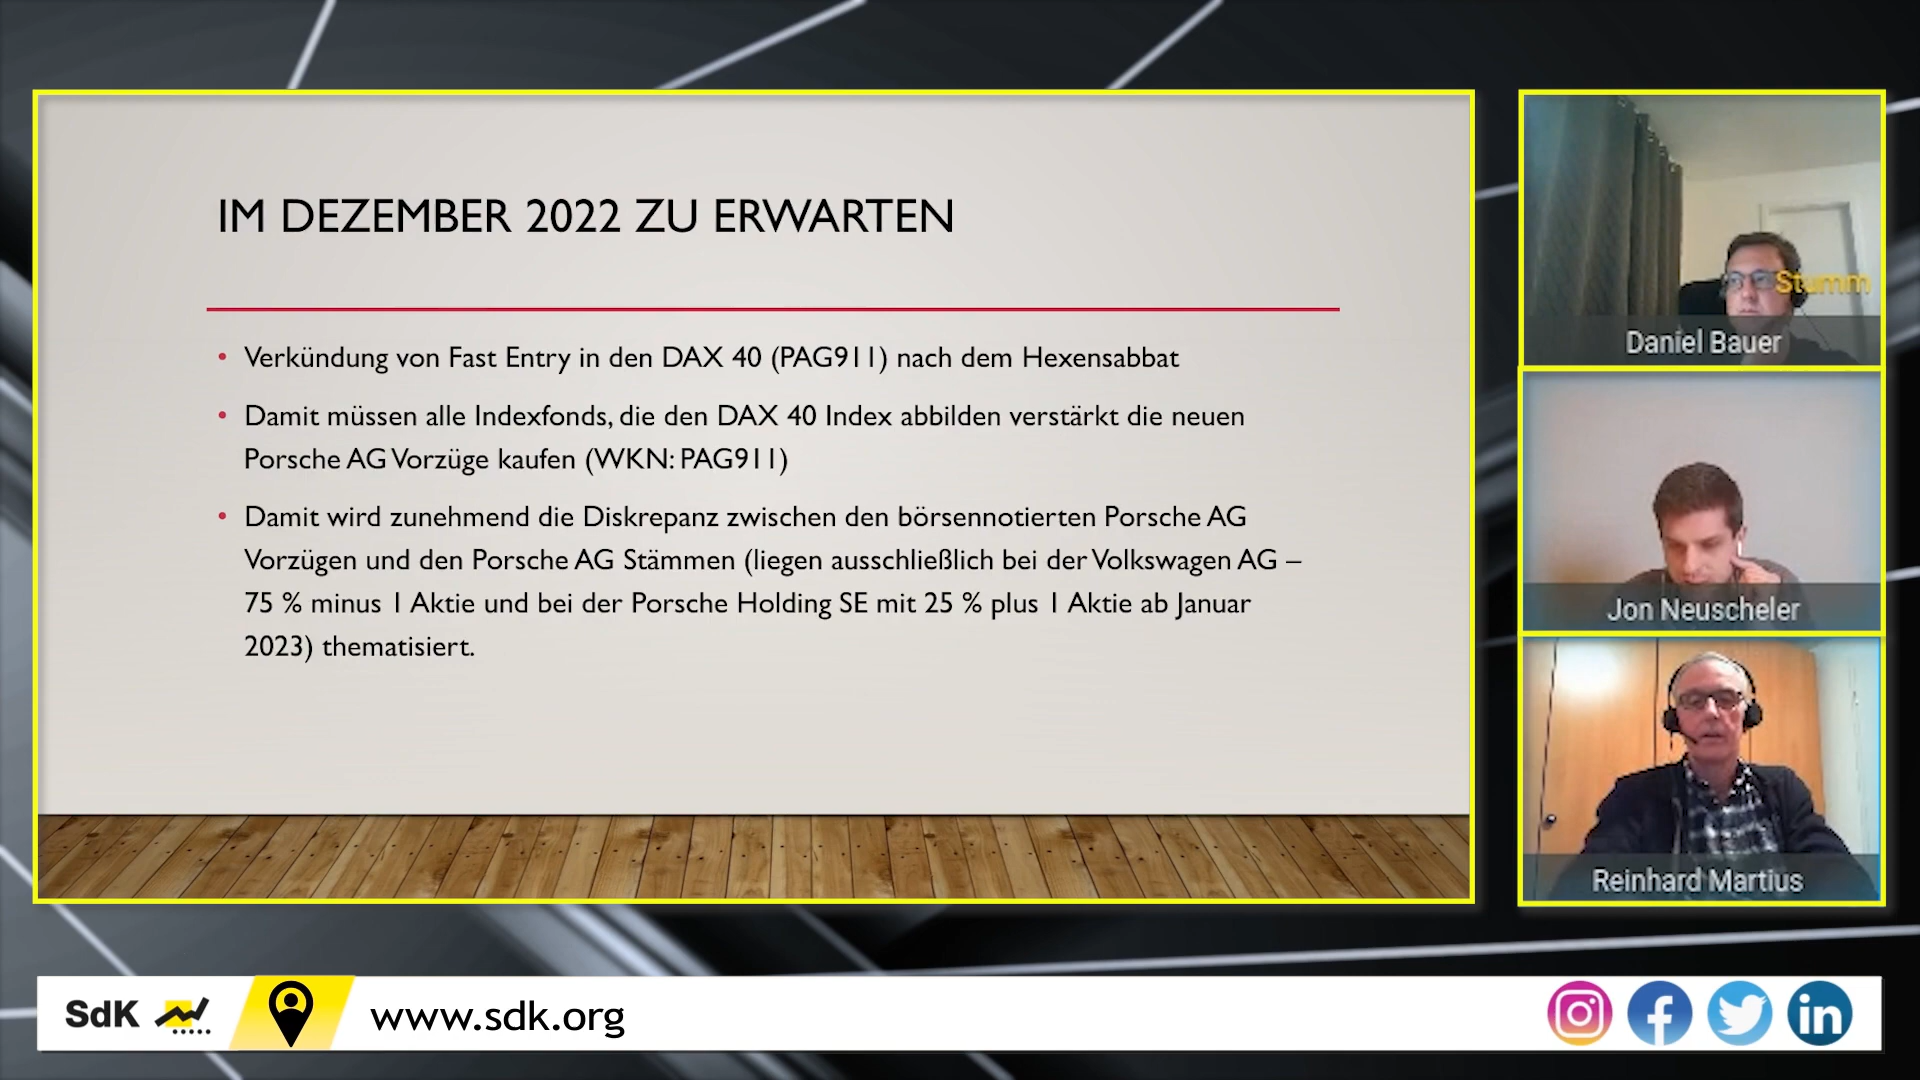 IM DEZEMBER 2022 ZU ERWARTEN
• Verkündung von Fast Entry in den DAX 40 (PAG911) nach dem Hexensabbat
• Damit müssen alle Indexfonds, die den DAX 40 Index abbilden verstärkt die neuen
Porsche AG Vorzüge kaufen (WKN: PAG911)
• Damit wird zunehmend die Diskrepanz zwischen den börsennotierten Porsche AG
Vorzügen und den Porsche AG Stämmen (liegen ausschließlich bei der Volkswagen AG –
75 % minus 1 Aktie und bei der Porsche Holding SE mit 25 % plus 1 Aktie ab Januar
2023) thematisiert.
Stumm
Daniel Bauer
Jon Neuscheler
Reinhard Martius
SdK
www.sdk.org